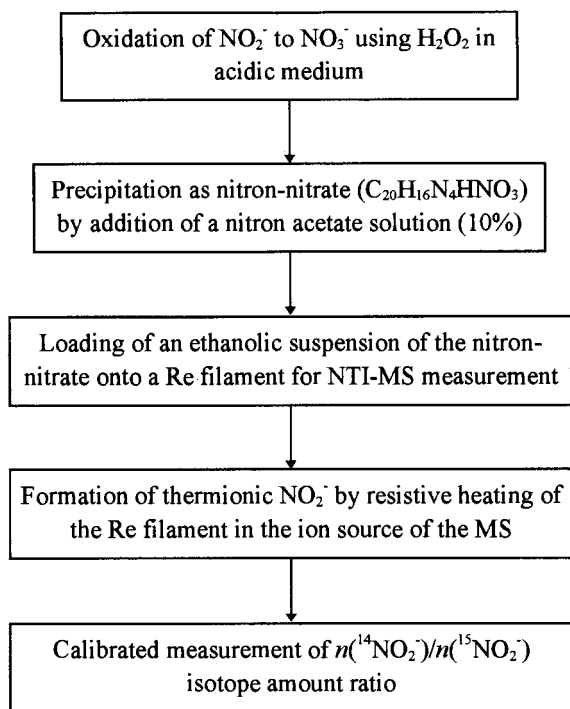 Oxidation of NO₂⁻ to NO₃⁻ using H₂O₂ in
acidic medium
Precipitation as nitron-nitrate (C₂₀H₁₆N₄HNO₃)
by addition of a nitron acetate solution (10%)
Loading of an ethanolic suspension of the nitron-
nitrate onto a Re filament for NTI-MS measurement
Formation of thermionic NO₂⁻ by resistive heating of
the Re filament in the ion source of the MS
Calibrated measurement of n(¹⁴NO₂⁻)/n(¹⁵NO₂⁻)
isotope amount ratio